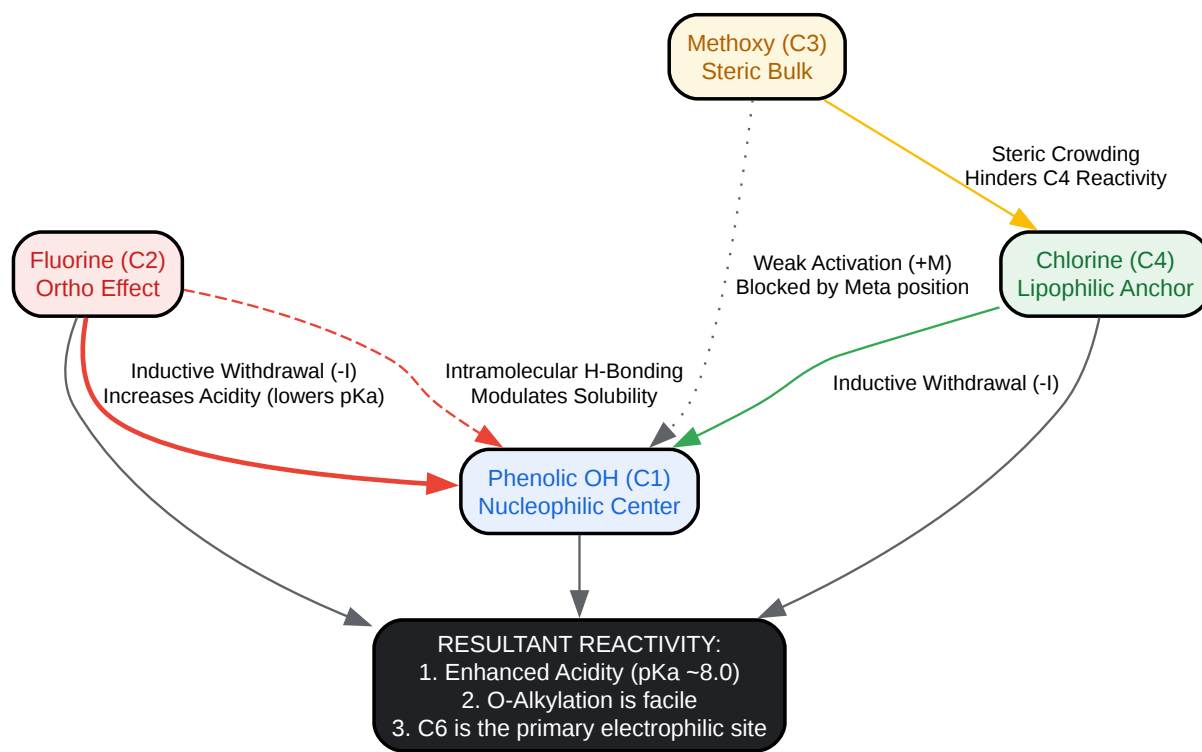 Methoxy (C3)
Steric Bulk
Steric Crowding
Hinders C4 Reactivity
Fluorine (C2)
Ortho Effect
Weak Activation (+M)
Blocked by Meta position
Chlorine (C4)
Lipophilic Anchor
Inductive Withdrawal (-I)
Increases Acidity (lowers pKa)
Intramolecular H-Bonding
Modulates Solubility
Inductive Withdrawal (-I)
Phenolic OH (C1)
Nucleophilic Center
RESULTANT REACTIVITY:
1. Enhanced Acidity (pKa ~8.0)
2. O-Alkylation is facile
3. C6 is the primary electrophilic site